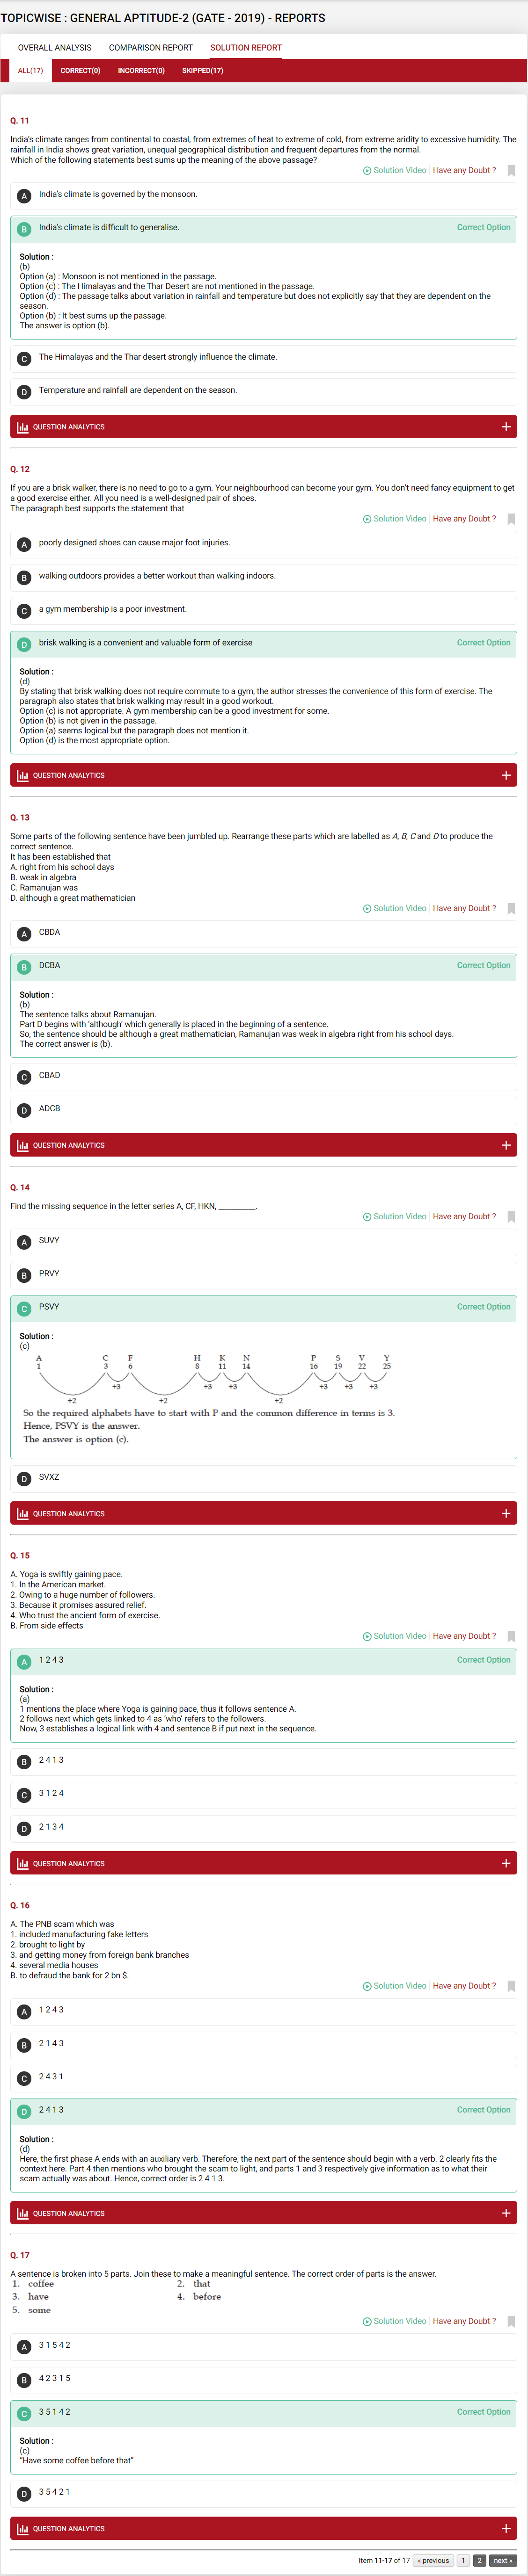 TOPICWISE : GENERAL APTITUDE-2 (GATE - 2019) - REPORTS
OVERALL ANALYSIS COMPARISON REPORT SOLUTION REPORT
ALL(17) CORRECT(0) INCORRECT(0) SKIPPED(17)
Q. 11
India's climate ranges from continental to coastal, from extremes of heat to extreme of cold, from extreme aridity to excessive humidity. The
rainfall in India shows great variation, unequal geographical distribution and frequent departures from the normal.
Which of the following statements best sums up the meaning of the above passage?
Solution Video Have any Doubt ?
A India's climate is governed by the monsoon.
B India's climate is difficult to generalise. Correct Option
Solution :
(b)
Option (a) : Monsoon is not mentioned in the passage.
Option (c) : The Himalayas and the Thar Desert are not mentioned in the passage.
Option (d) : The passage talks about variation in rainfall and temperature but does not explicitly say that they are dependent on the
season.
Option (b) : It best sums up the passage.
The answer is option (b).
C The Himalayas and the Thar desert strongly influence the climate.
D Temperature and rainfall are dependent on the season.
QUESTION ANALYTICS +
Q. 12
If you are a brisk walker, there is no need to go to a gym. Your neighbourhood can become your gym. You don't need fancy equipment to get
a good exercise either. All you need is a well-designed pair of shoes.
The paragraph best supports the statement that
Solution Video Have any Doubt ?
A poorly designed shoes can cause major foot injuries.
B walking outdoors provides a better workout than walking indoors.
C a gym membership is a poor investment.
D brisk walking is a convenient and valuable form of exercise Correct Option
Solution :
(d)
By stating that brisk walking does not require commute to a gym, the author stresses the convenience of this form of exercise. The
paragraph also states that brisk walking may result in a good workout.
Option (c) is not appropriate. A gym membership can be a good investment for some.
Option (b) is not given in the passage.
Option (a) seems logical but the paragraph does not mention it.
Option (d) is the most appropriate option.
QUESTION ANALYTICS +
Q. 13
Some parts of the following sentence have been jumbled up. Rearrange these parts which are labelled as A, B, C and D to produce the
correct sentence.
It has been established that
A. right from his school days
B. weak in algebra
C. Ramanujan was
D. although a great mathematician
Solution Video Have any Doubt ?
A CBDA
B DCBA Correct Option
Solution :
(b)
The sentence talks about Ramanujan.
Part D begins with 'although' which generally is placed in the beginning of a sentence.
So, the sentence should be although a great mathematician, Ramanujan was weak in algebra right from his school days.
The correct answer is (b).
C CBAD
D ADCB
QUESTION ANALYTICS +
Q. 14
Find the missing sequence in the letter series A, CF, HKN, _________.
Solution Video Have any Doubt ?
A SUVY
B PRVY
C PSVY Correct Option
Solution :
(c)
A C F H K N P S V Y
1 3 6 8 11 14 16 19 22 25
+3 +3 +3 +3 +3 +3
+2 +2 +2
So the required alphabets have to start with P and the common difference in terms is 3.
Hence, PSVY is the answer.
The answer is option (c).
D SVXZ
QUESTION ANALYTICS +
Q. 15
A. Yoga is swiftly gaining pace.
1. In the American market.
2. Owing to a huge number of followers.
3. Because it promises assured relief.
4. Who trust the ancient form of exercise.
B. From side effects
Solution Video Have any Doubt ?
A 1 2 4 3 Correct Option
Solution :
(a)
1 mentions the place where Yoga is gaining pace, thus it follows sentence A.
2 follows next which gets linked to 4 as 'who' refers to the followers.
Now, 3 establishes a logical link with 4 and sentence B if put next in the sequence.
B 2 4 1 3
C 3 1 2 4
D 2 1 3 4
QUESTION ANALYTICS +
Q. 16
A. The PNB scam which was
1. included manufacturing fake letters
2. brought to light by
3. and getting money from foreign bank branches
4. several media houses
B. to defraud the bank for 2 bn $.
Solution Video Have any Doubt ?
A 1 2 4 3
B 2 1 4 3
C 2 4 3 1
D 2 4 1 3 Correct Option
Solution :
(d)
Here, the first phase A ends with an auxiliary verb. Therefore, the next part of the sentence should begin with a verb. 2 clearly fits the
context here. Part 4 then mentions who brought the scam to light, and parts 1 and 3 respectively give information as to what their
scam actually was about. Hence, correct order is 2 4 1 3.
QUESTION ANALYTICS +
Q. 17
A sentence is broken into 5 parts. Join these to make a meaningful sentence. The correct order of parts is the answer.
1. coffee 2. that
3. have 4. before
5. some
Solution Video Have any Doubt ?
A 3 1 5 4 2
B 4 2 3 1 5
C 3 5 1 4 2 Correct Option
Solution :
(c)
"Have some coffee before that"
D 3 5 4 2 1
QUESTION ANALYTICS +
Item 11-17 of 17 « previous 1 2 next »